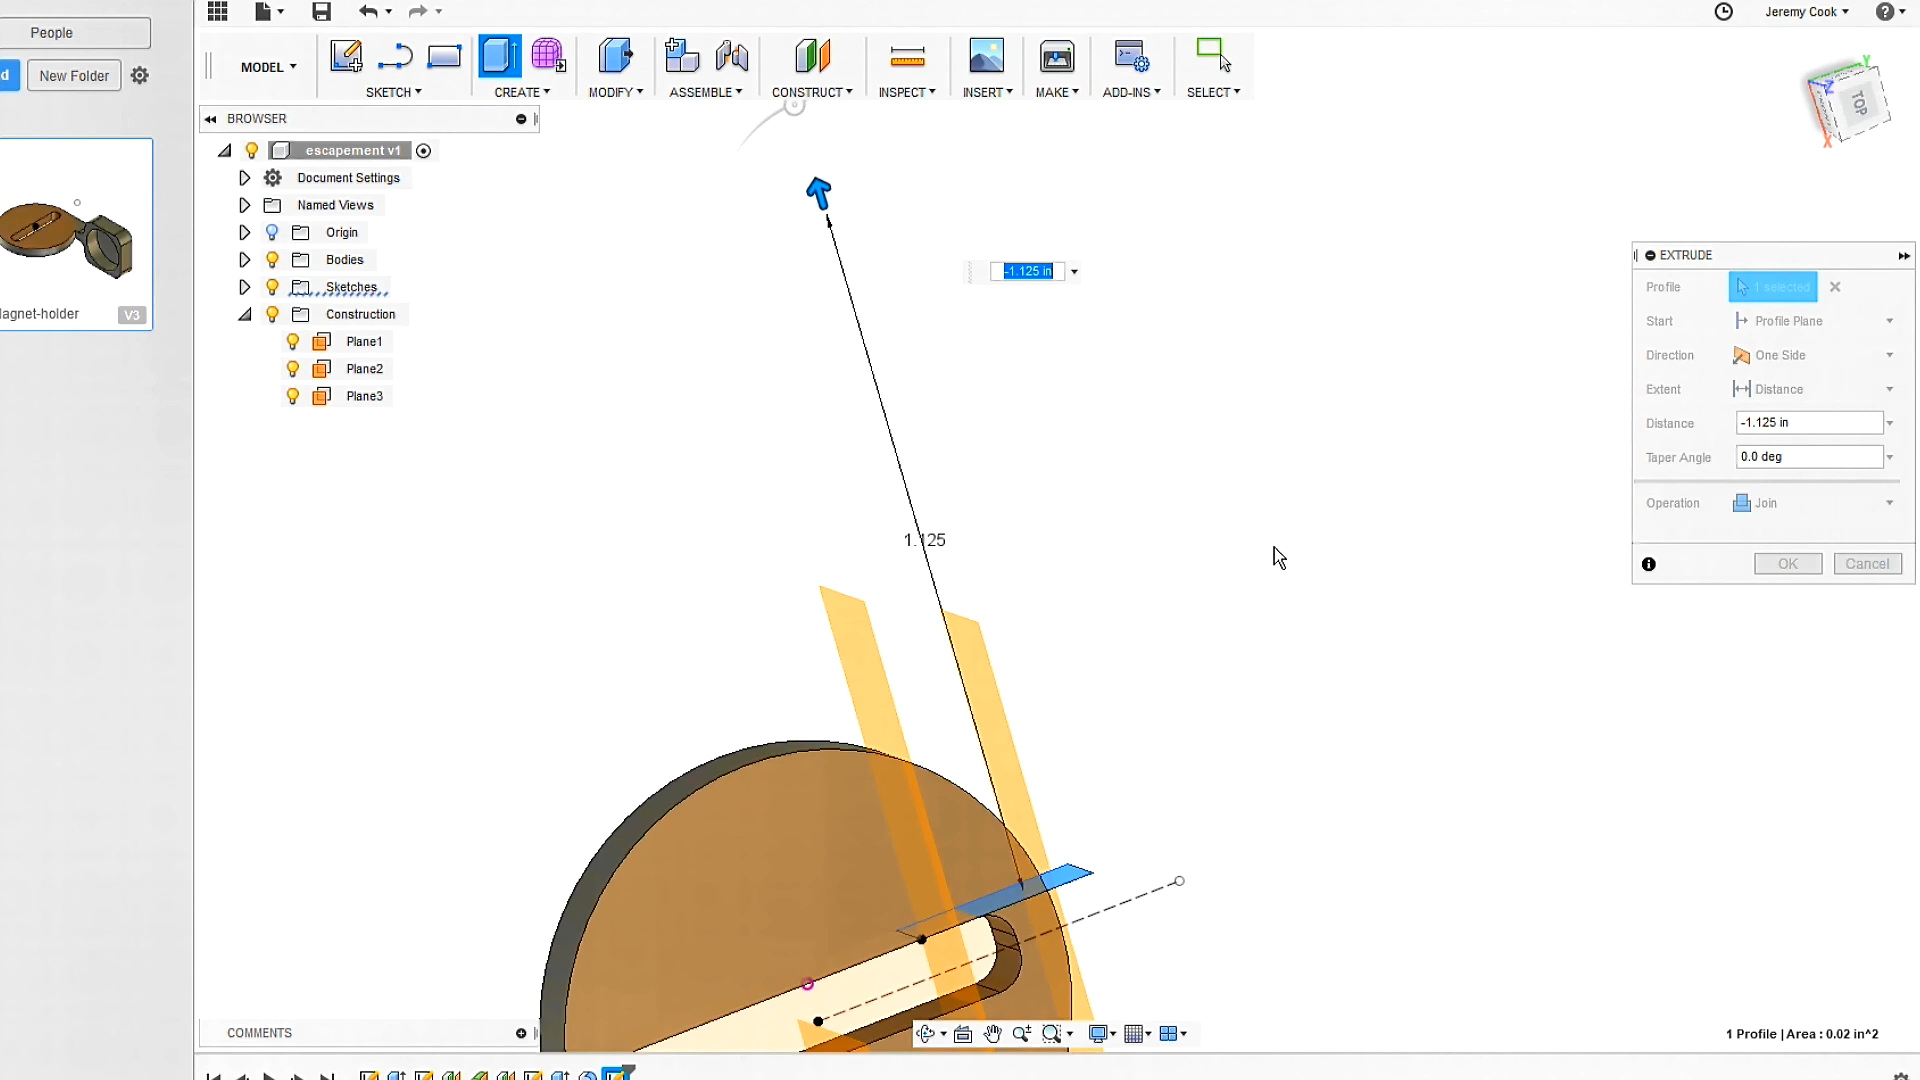 People
Jeremy Cook
d
New Folder
MODEL
SKETCH
CREATE
MODIFY
ASSEMBLE
CONSTRUCT
INSPECT
INSERT
MAKE
ADD-INS
SELECT
TOP
Y
Z
X
BROWSER
escapement v1
Document Settings
Named Views
Origin
Bodies
Sketches
Construction
Plane1
Plane2
Plane3
lagnet-holder
V3
-1.125 in
1.125
EXTRUDE
Profile
1 selected
Start
Profile Plane
Direction
One Side
Extent
Distance
Distance
-1.125 in
Taper Angle
0.0 deg
Operation
Join
OK
Cancel
COMMENTS
1 Profile | Area : 0.02 in^2